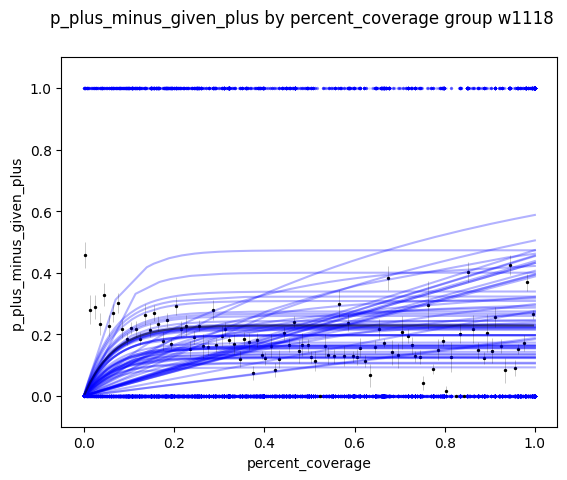 p_plus_minus_given_plus by percent_coverage group w1118
1.0
0.8
0.6
0.4
0.2
0.0
p_plus_minus_given_plus
0.0 0.2 0.4 0.6 0.8 1.0
percent_coverage